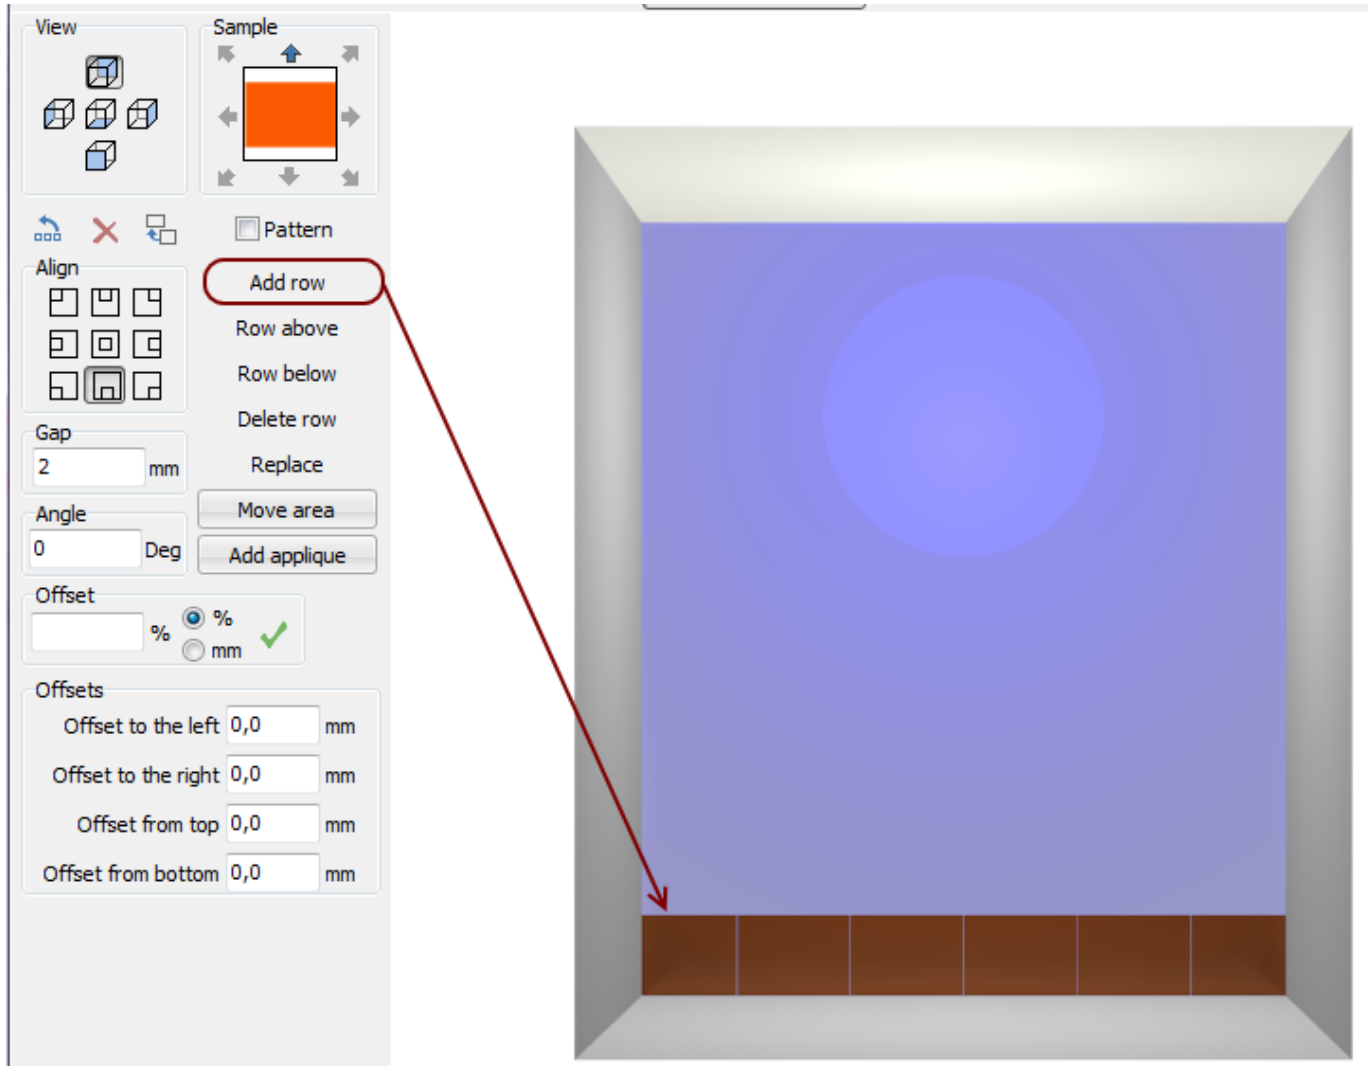 View
Sample
Pattern
Align
Add row
Row above
Row below
Delete row
Gap
2 mm
Replace
Move area
Angle
0 Deg
Add applique
Offset
%
%
mm
Offsets
Offset to the left 0,0 mm
Offset to the right 0,0 mm
Offset from top 0,0 mm
Offset from bottom 0,0 mm